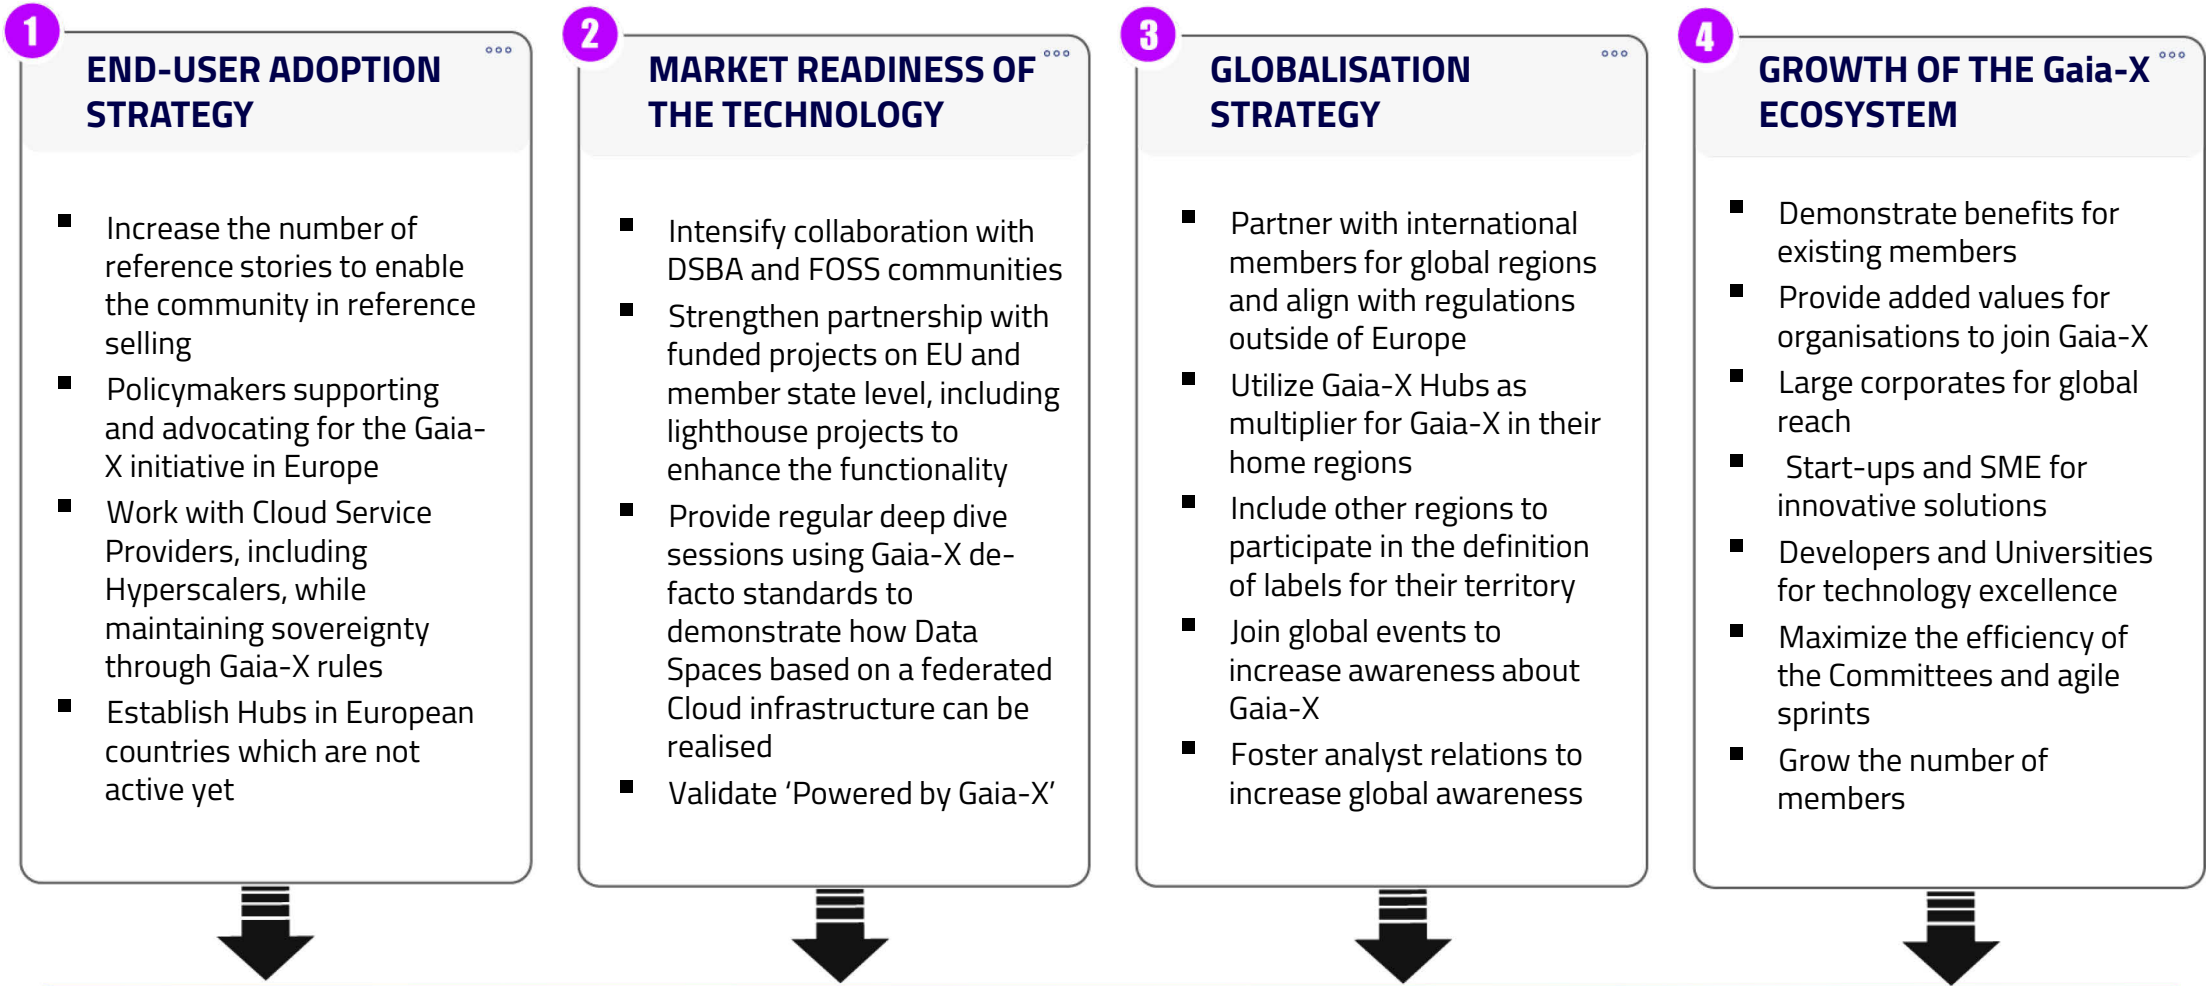 1
END-USER ADOPTION
STRATEGY
Increase the number of
reference stories to enable
the community in reference
selling
Policymakers supporting
and advocating for the Gaia-
X initiative in Europe
Work with Cloud Service
Providers, including
Hyperscalers, while
maintaining sovereignty
through Gaia-X rules
Establish Hubs in European
countries which are not
active yet
2
MARKET READINESS OF
THE TECHNOLOGY
Intensify collaboration with
DSBA and FOSS communities
Strengthen partnership with
funded projects on EU and
member state level, including
lighthouse projects to
enhance the functionality
Provide regular deep dive
sessions using Gaia-X de-
facto standards to
demonstrate how Data
Spaces based on a federated
Cloud infrastructure can be
realised
Validate ‘Powered by Gaia-X’
3
GLOBALISATION
STRATEGY
Partner with international
members for global regions
and align with regulations
outside of Europe
Utilize Gaia-X Hubs as
multiplier for Gaia-X in their
home regions
Include other regions to
participate in the definition
of labels for their territory
Join global events to
increase awareness about
Gaia-X
Foster analyst relations to
increase global awareness
4
GROWTH OF THE Gaia-X
ECOSYSTEM
Demonstrate benefits for
existing members
Provide added values for
organisations to join Gaia-X
Large corporates for global
reach
Start-ups and SME for
innovative solutions
Developers and Universities
for technology excellence
Maximize the efficiency of
the Committees and agile
sprints
Grow the number of
members